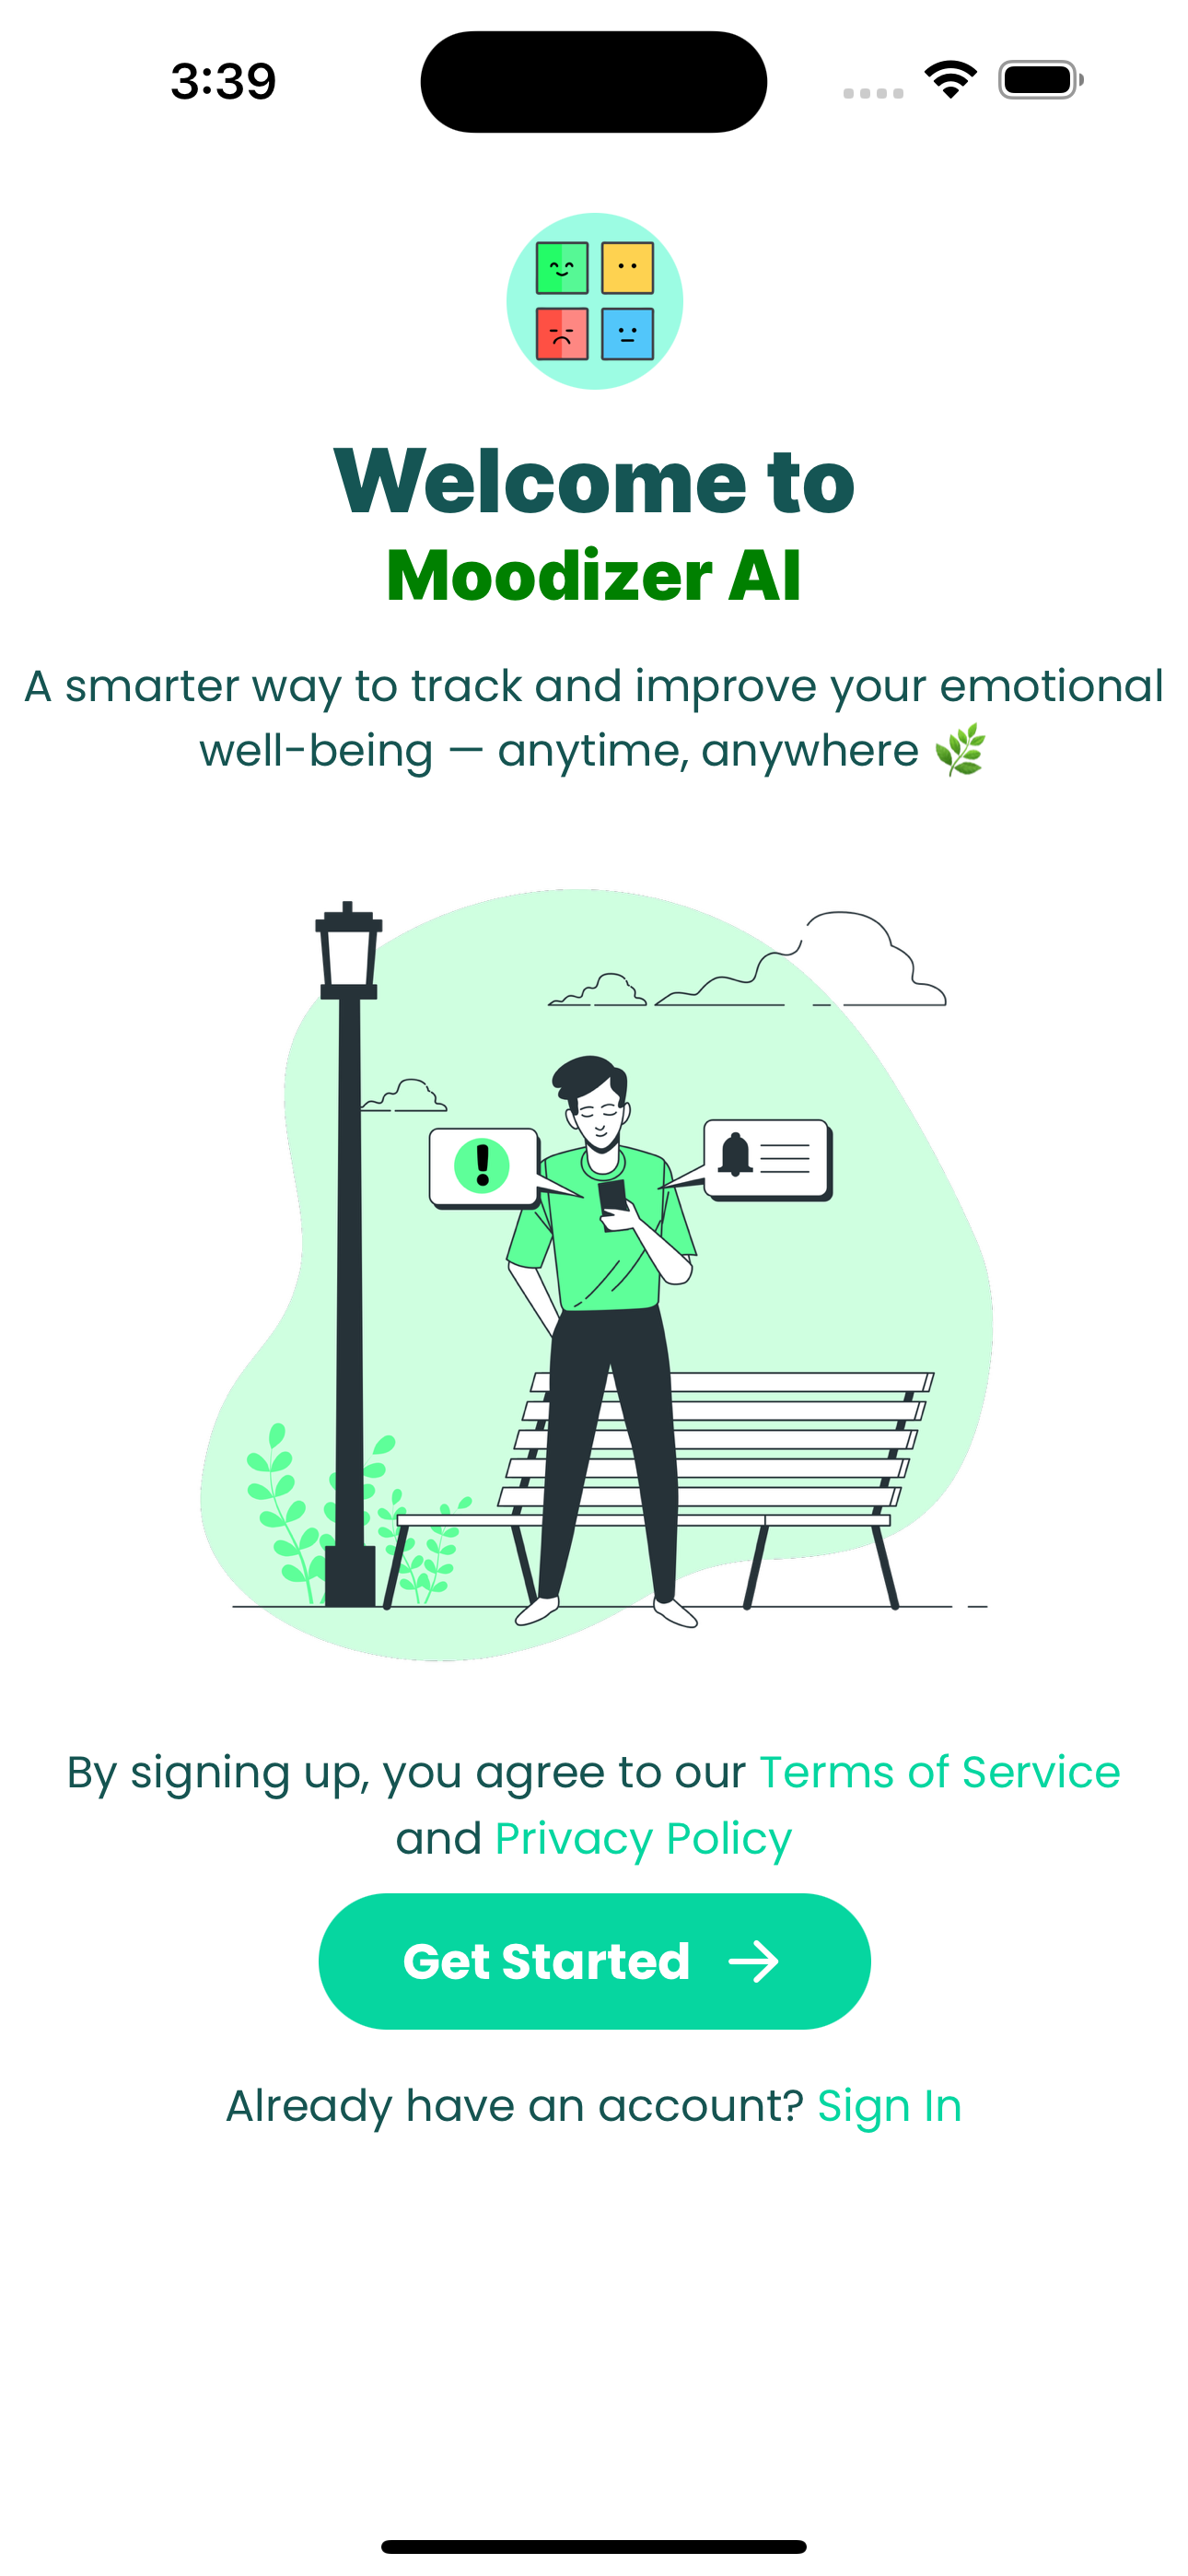 3:39
Welcome to
Moodizer AI
A smarter way to track and improve your emotional
well-being — anytime, anywhere 🌿
By signing up, you agree to our Terms of Service
and Privacy Policy
Get Started →
Already have an account? Sign In